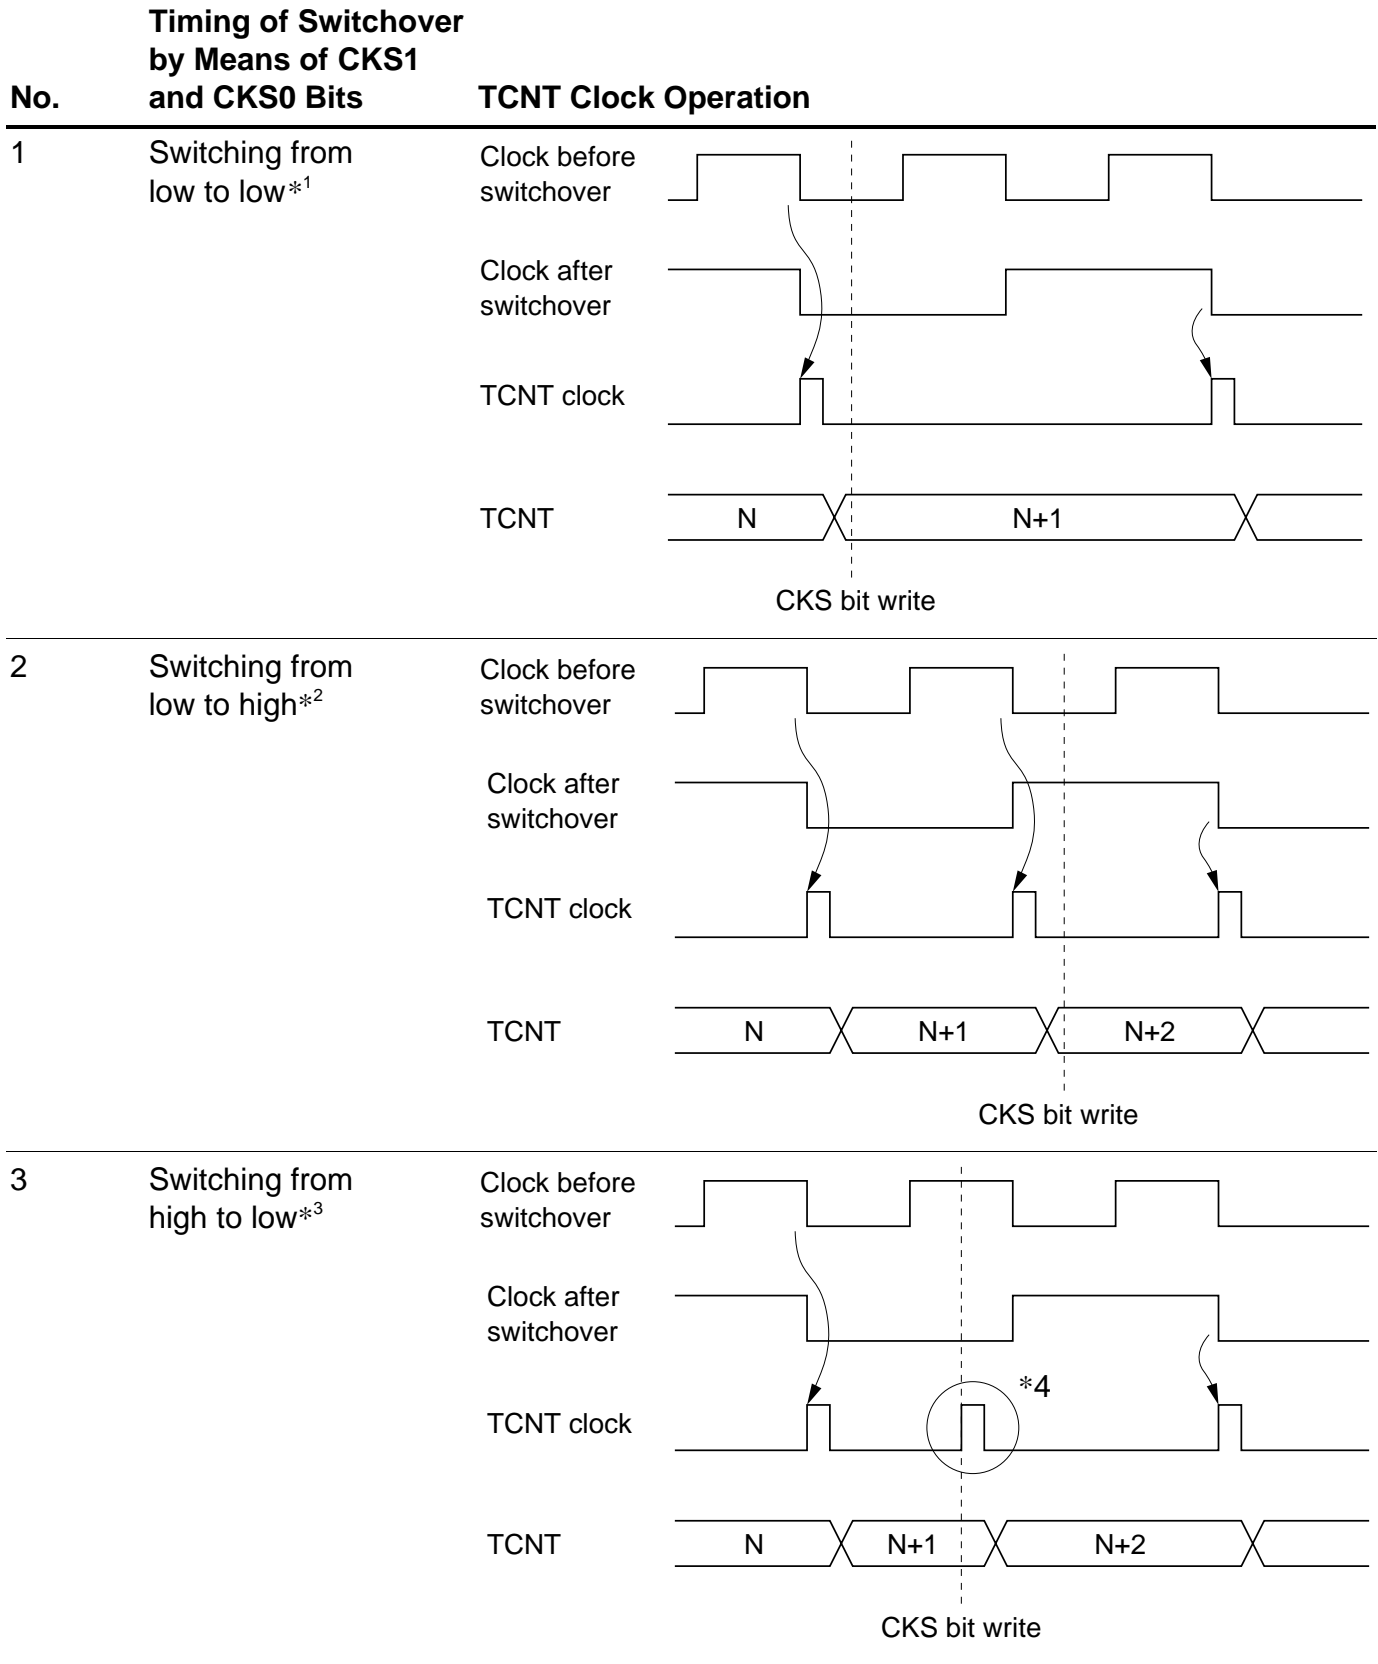 Timing of Switchover
by Means of CKS1
No. and CKS0 Bits TCNT Clock Operation
1 Switching from Clock before
low to low*1 switchover
Clock after
switchover
TCNT clock
TCNT N N+1
CKS bit write
2 Switching from Clock before
low to high*2 switchover
Clock after
switchover
TCNT clock
TCNT N N+1 N+2
CKS bit write
3 Switching from Clock before
high to low*3 switchover
Clock after
switchover
*4
TCNT clock
TCNT N N+1 N+2
CKS bit write